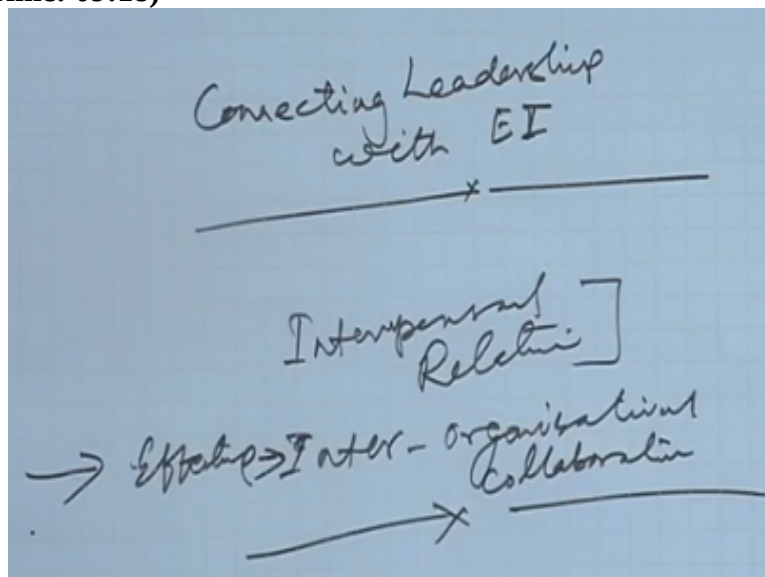 Connecting Leadership
with EI
Interpersonal
Relation
→ Effective → Inter-organisational
Collaboration